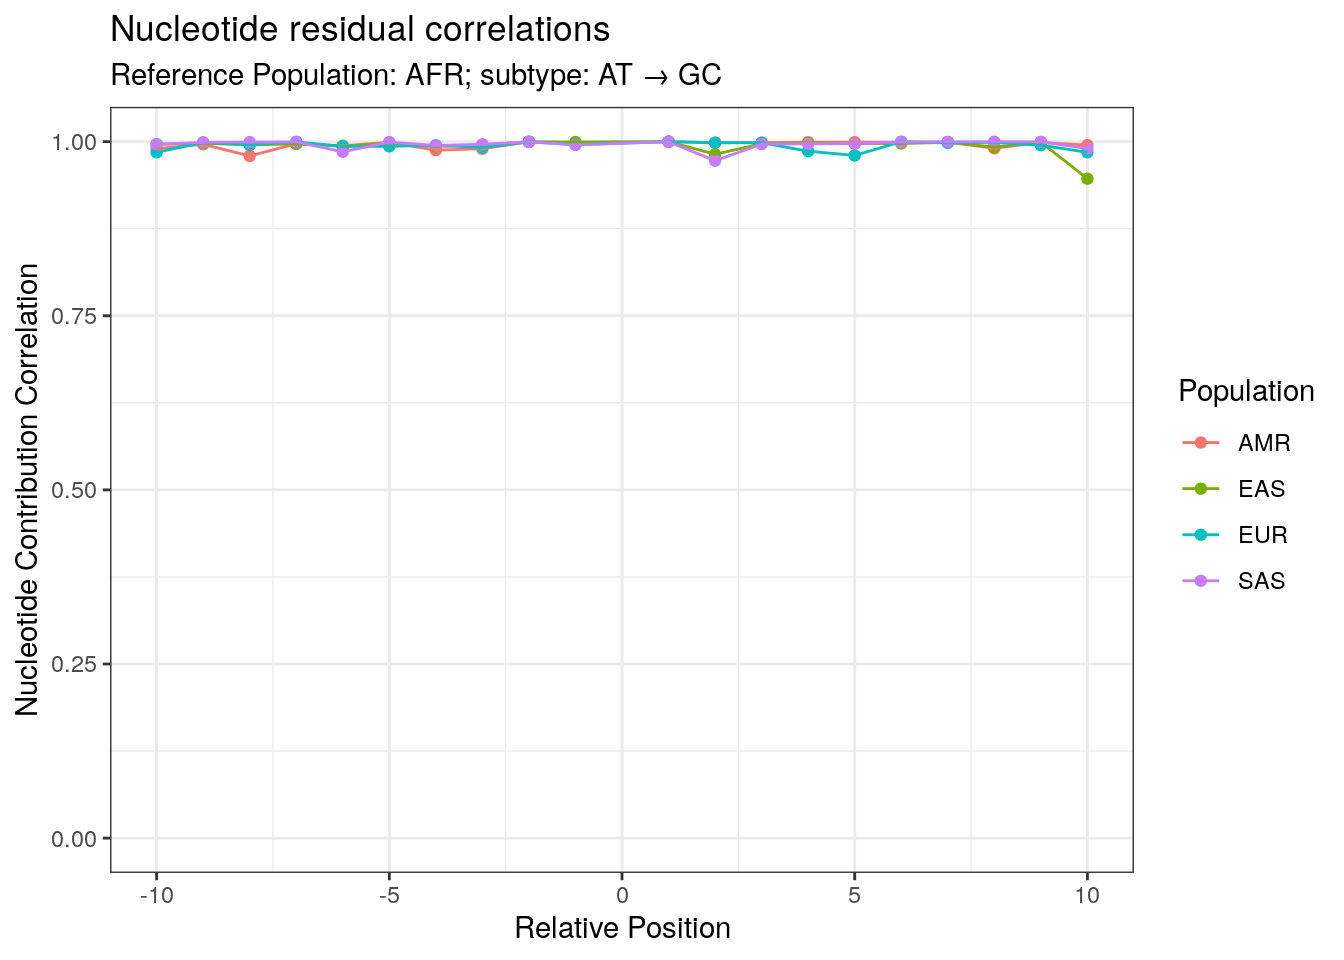 Nucleotide residual correlations
Reference Population: AFR; subtype: AT → GC
Nucleotide Contribution Correlation
1.00
0.75
0.50
0.25
0.00
-10
-5
0
5
10
Relative Position
Population
AMR
EAS
EUR
SAS